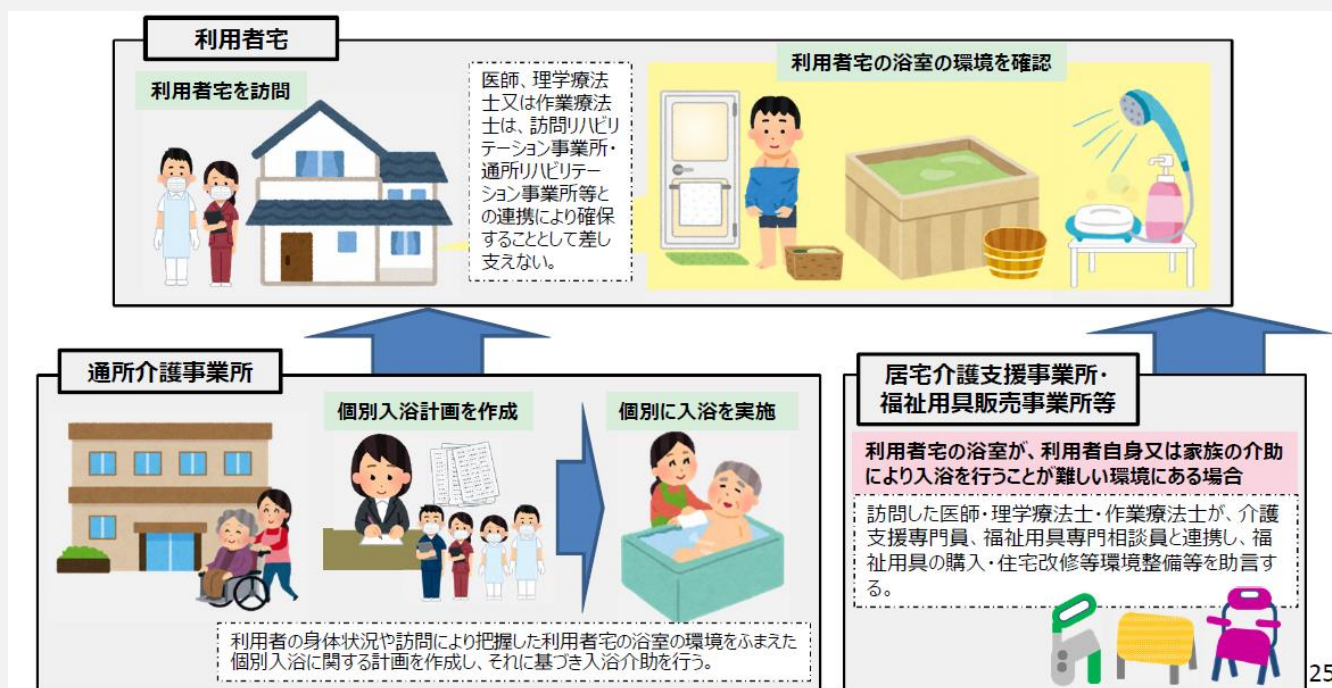 利用者宅
利用者宅を訪問
医師、理学療法
士又は作業療法
士は、訪問リハビリ
テーション事業所・
通所リハビリテー
ション事業所等と
の連携により確保
することとして差し
支えない。
利用者宅の浴室の環境を確認
通所介護事業所
個別入浴計画を作成
個別に入浴を実施
利用者の身体状況や訪問により把握した利用者宅の浴室の環境をふまえた
個別入浴に関する計画を作成し、それに基づき入浴介助を行う。
居宅介護支援事業所・
福祉用具販売事業所等
利用者宅の浴室が、利用者自身又は家族の介助
により入浴を行うことが難しい環境にある場合
訪問した医師・理学療法士・作業療法士が、介護
支援専門員、福祉用具専門相談員と連携し、福
祉用具の購入・住宅改修等環境整備等を助言す
る。
25